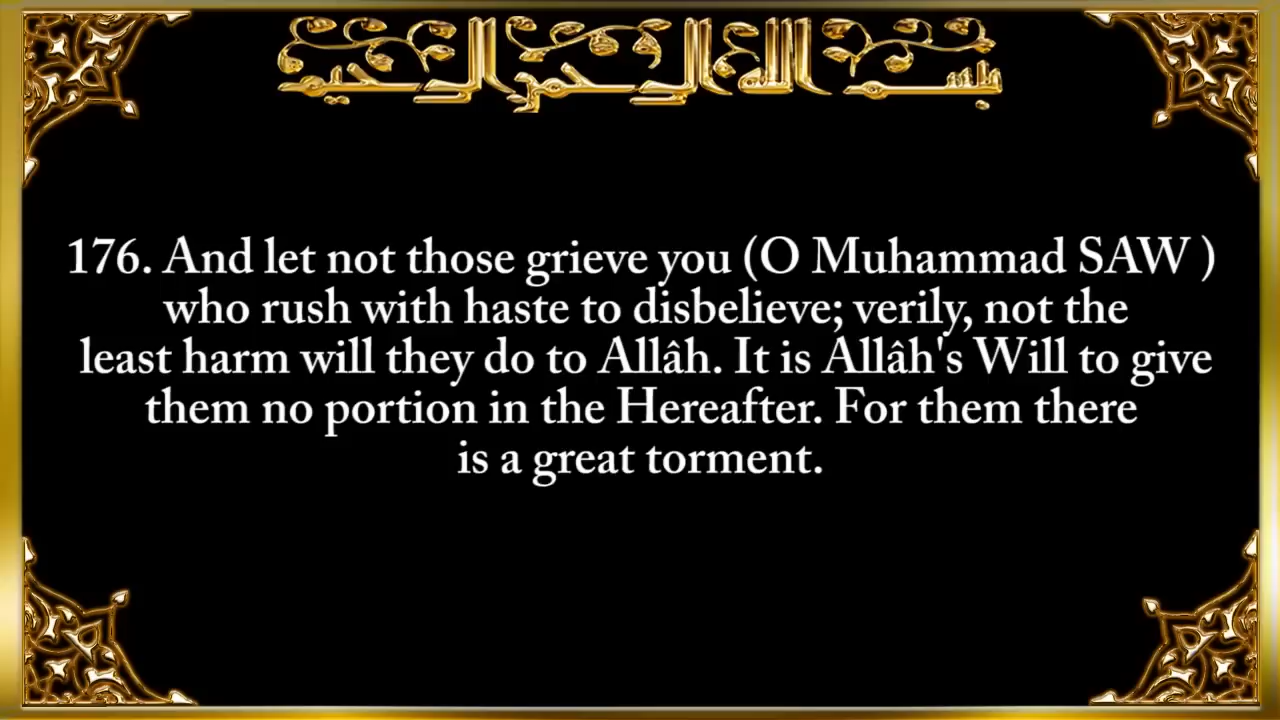 بسم الله الرحمن الرحيم
176. And let not those grieve you (O Muhammad SAW )
who rush with haste to disbelieve; verily, not the
least harm will they do to Allâh. It is Allâh's Will to give
them no portion in the Hereafter. For them there
is a great torment.